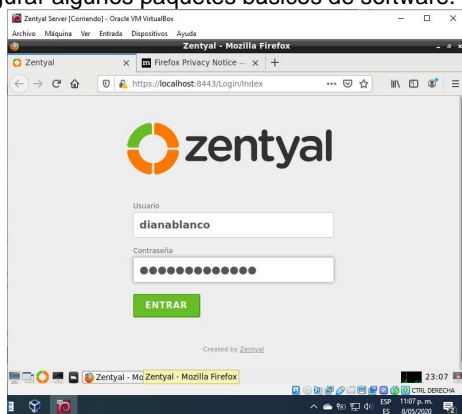 gurar algunos paquetes básicos de software.
Zentyal Server [Corriendo] - Oracle VM VirtualBox
Archivo Máquina Ver Entrada Dispositivos Ayuda
Zentyal - Mozilla Firefox
Zentyal
Firefox Privacy Notice —
https://localhost:8443/Login/Index
zentyal
Usuario
dianablanco
Contraseña
ENTRAR
Created by Zentyal
Zentyal - Mo
Zentyal - Mozilla Firefox
23:07
CTRL DERECHA
ESP 11:07 p. m.
ES 8/05/2020